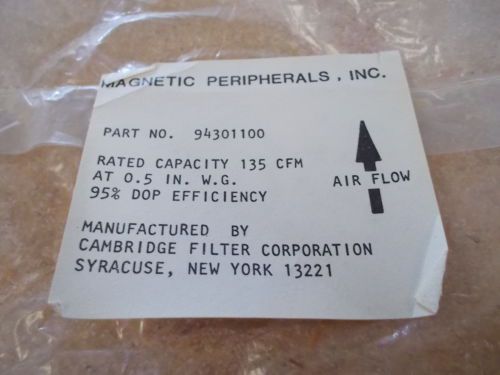 MAGNETIC PERIPHERALS, INC.
PART NO. 94301100
RATED CAPACITY 135 CFM
AT 0.5 IN. W.G.
95% DOP EFFICIENCY
AIR FLOW
MANUFACTURED BY
CAMBRIDGE FILTER CORPORATION
SYRACUSE, NEW YORK 13221